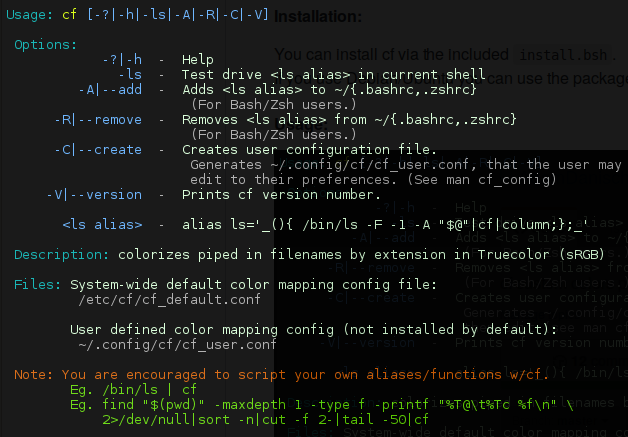 Usage: cf [-?|-h|-ls|-A|-R|-C|-V]
Installation:
You can install cf via the included install.bsh.
can use the package
Options:
-?|-h - Help
-ls - Test drive <ls alias> in current shell
-A|--add - Adds <ls alias> to ~/{.bashrc,.zshrc}
(For Bash/Zsh users.)
-R|--remove - Removes <ls alias> from ~/{.bashrc,.zshrc}
(For Bash/Zsh users.)
-C|--create - Creates user configuration file.
Generates ~/.config/cf/cf_user.conf, that the user may
edit to their preferences. (See man cf_config)
-V|--version - Prints cf version number.
<ls alias> - alias ls='_(){ /bin/ls -F -1 -A "$@"|cf|column;};_'
Description: colorizes piped in filenames by extension in Truecolor (sRGB)
Files: System-wide default color mapping config file:
/etc/cf/cf_default.conf
User defined color mapping config (not installed by default):
~/.config/cf/cf_user.conf
Note: You are encouraged to script your own aliases/functions w/cf.
Eg. /bin/ls | cf
Eg. find "$(pwd)" -maxdepth 1 -type f -printf "%T@\t%Tc %f\n" \
2>/dev/null|sort -n|cut -f 2-|tail -50|cf